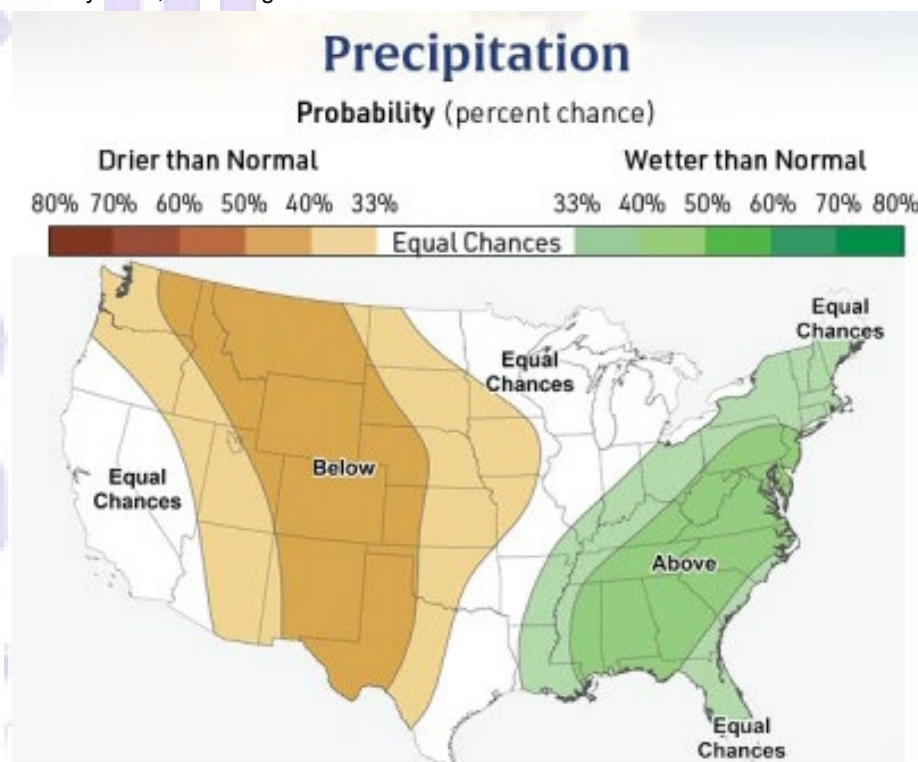 Precipitation
Probability (percent chance)
Drier than Normal
Wetter than Normal
80% 70% 60% 50% 40% 33%
33% 40% 50% 60% 70% 80%
Equal Chances
Equal
Chances
Equal
Chances
Below
Equal
Chances
Above
Equal
Chances